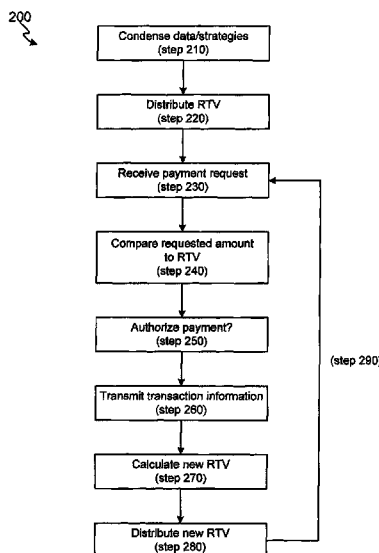 200
Condense data/strategies
(step 210)
Distribute RTV
(step 220)
Receive payment request
(step 230)
Compare requested amount
to RTV
(step 240)
Authorize payment?
(step 250)
(step 290)
Transmit transaction information
(step 260)
Calculate new RTV
(step 270)
Distribute new RTV
(step 280)